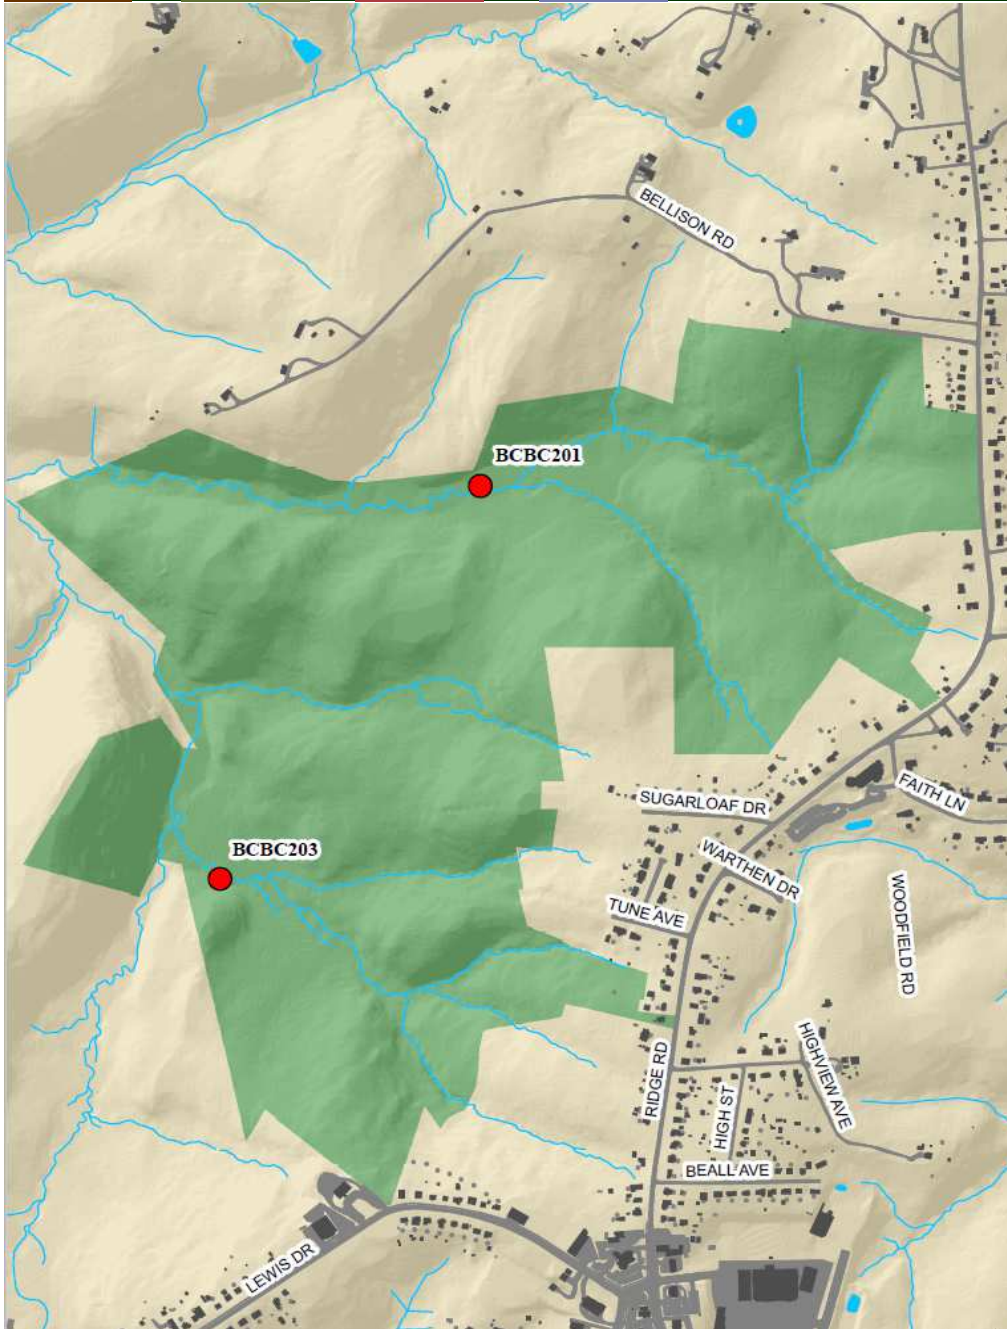 BELLISON RD
BCBC201
SUGARLOAF DR
FAITH LN
BCBC203
WARTHEN DR
TUNE AVE
WOODFIELD RD
RIDGE RD
HIGH ST
HIGHVIEW AVE
BEALL AVE
LEWIS DR